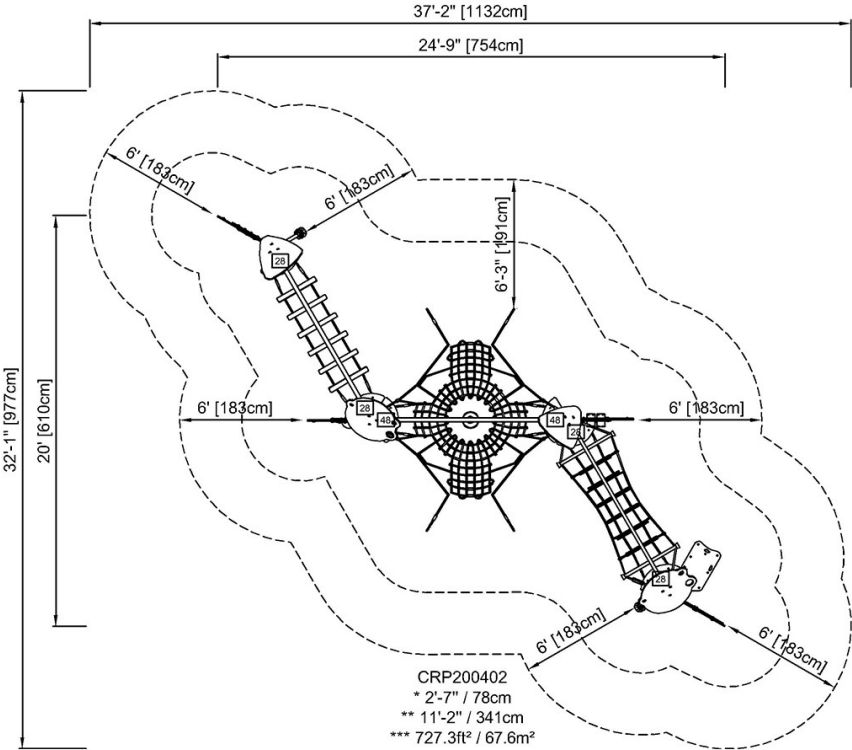 37'-2" [1132cm]
24'-9" [754cm]
6' [183cm]
6' [183cm]
6'-3" [191cm]
28
32'-1" [977cm]
20' [610cm]
6' [183cm]
28
48
48
28
6' [183cm]
28
6' [183cm]
6' [183cm]
CRP200402
* 2'-7" / 78cm
** 11'-2" / 341cm
*** 727.3ft² / 67.6m²